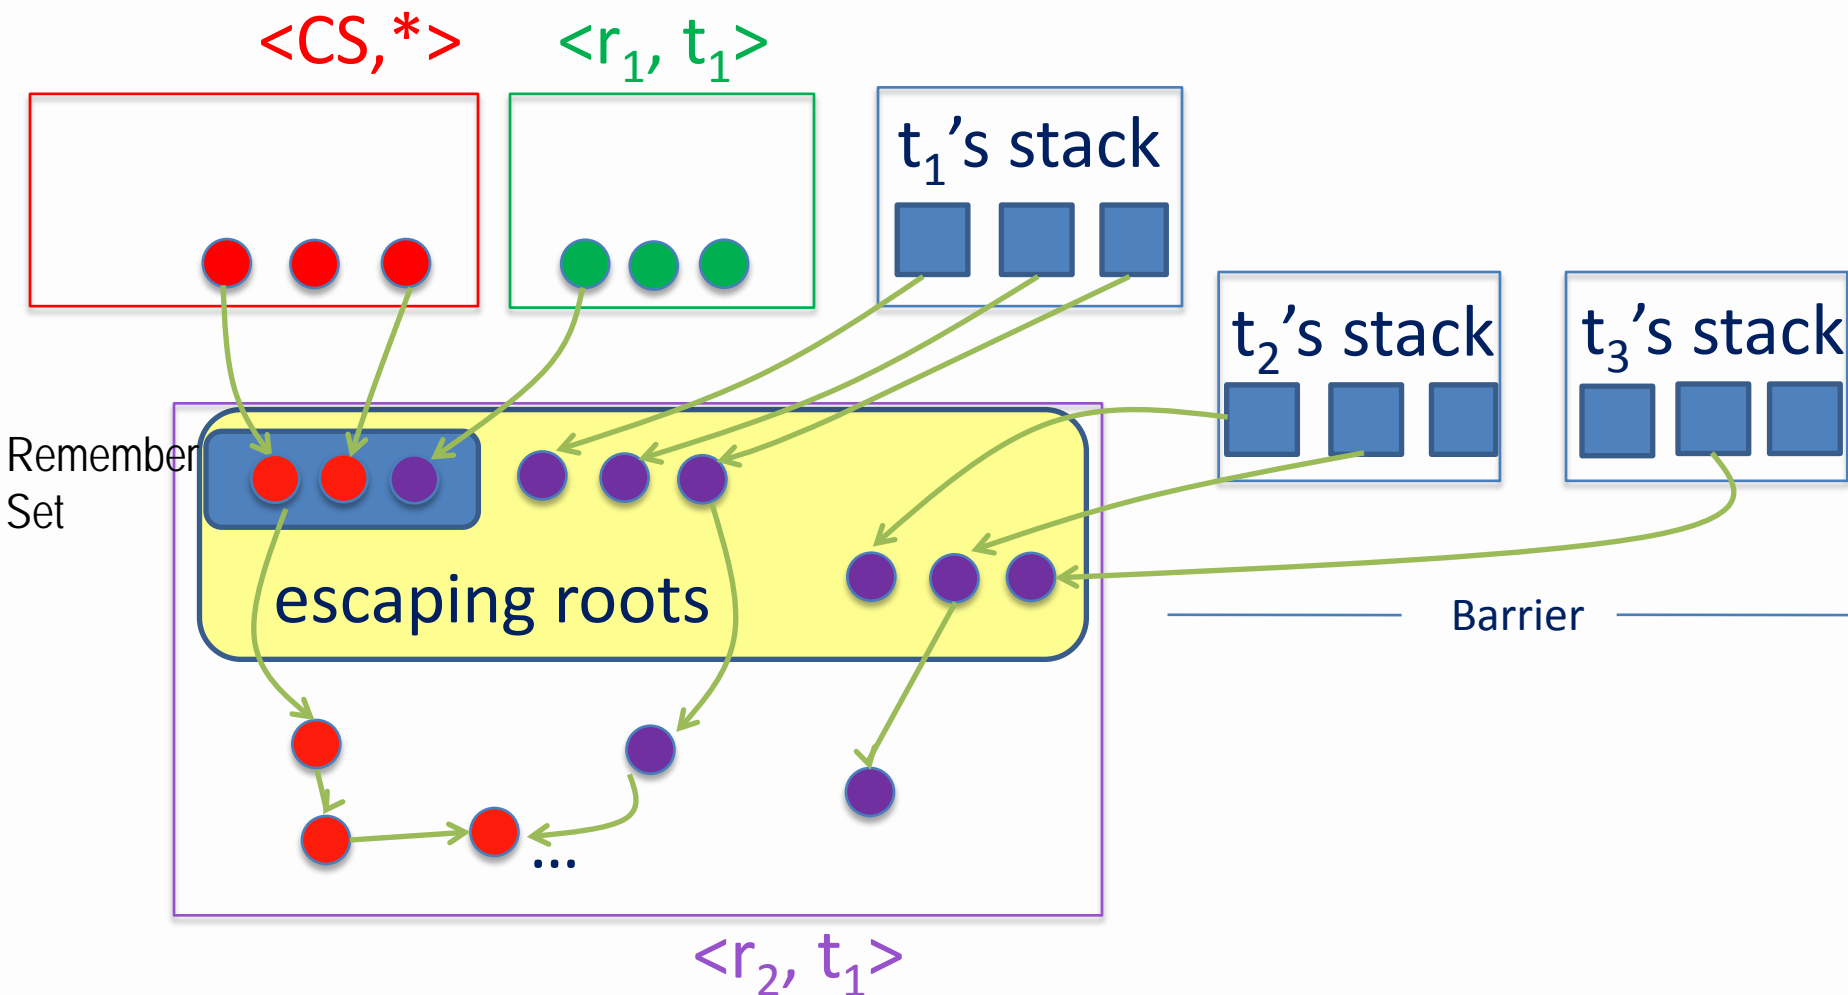 <CS,*>
<r₁, t₁>
t₁’s stack
t₂’s stack
t₃’s stack
Remember
Set
escaping roots
Barrier
...
<r₂, t₁>